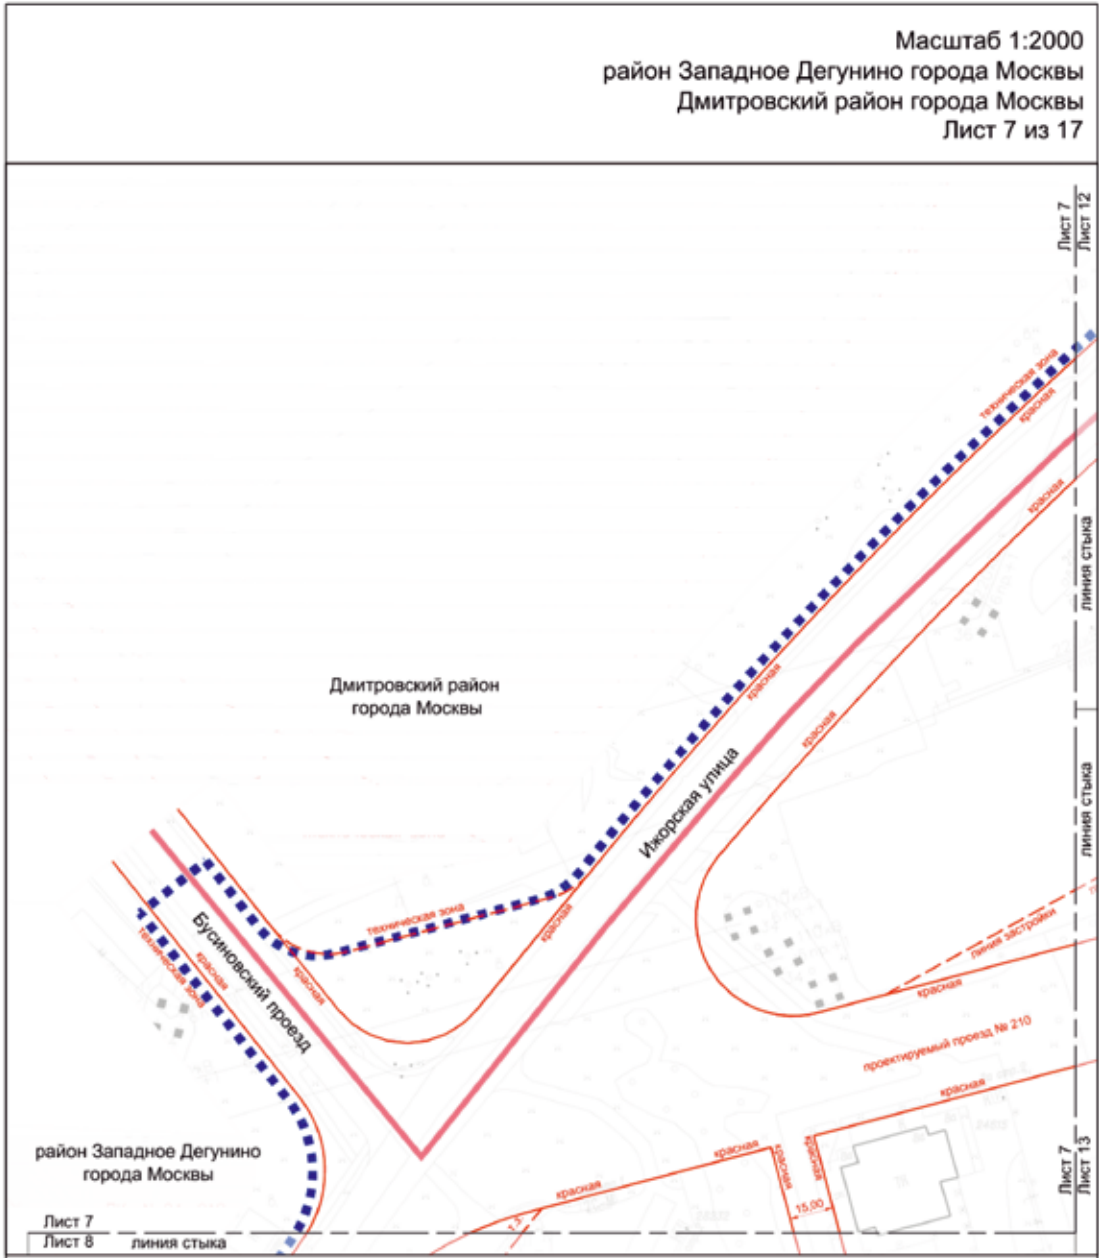 Масштаб 1:2000
район Западное Дегунино города Москвы
Дмитровский район города Москвы
Лист 7 из 17
Лист 7
Лист 12
техническая зона
красная
красная
линия стыка
Дмитровский район
города Москвы
красная
красная
Ижорская улица
линия стыка
техническая зона
красная
линия застройки
красная
Бусиновский проезд
красная
техническая зона
красная
проектируемый проезд № 210
красная
район Западное Дегунино
города Москвы
красная
красная
красная
красная
15,00
1.5
Лист 7
Лист 13
Лист 7
Лист 8
линия стыка